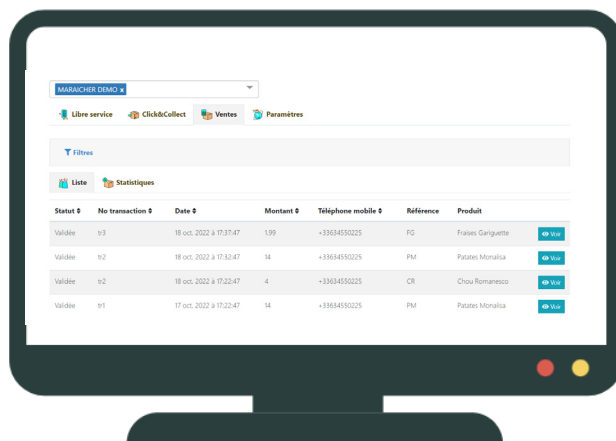 MARAICHER DEMO x
Libre service Click&Collect Ventes Paramètres
Filtres
Liste Statistiques
Statut No transaction Date Montant Téléphone mobile Référence Produit
Validée tr3 18 oct. 2022 à 17:37:47 1.99 +33634550225 FG Fraises Gariguette Voir
Validée tr2 18 oct. 2022 à 17:32:47 14 +33634550225 PM Patates Monalisa Voir
Validée tr2 18 oct. 2022 à 17:22:47 4 +33634550225 CR Chou Romanesco Voir
Validée tr1 17 oct. 2022 à 17:22:47 14 +33634550225 PM Patates Monalisa Voir